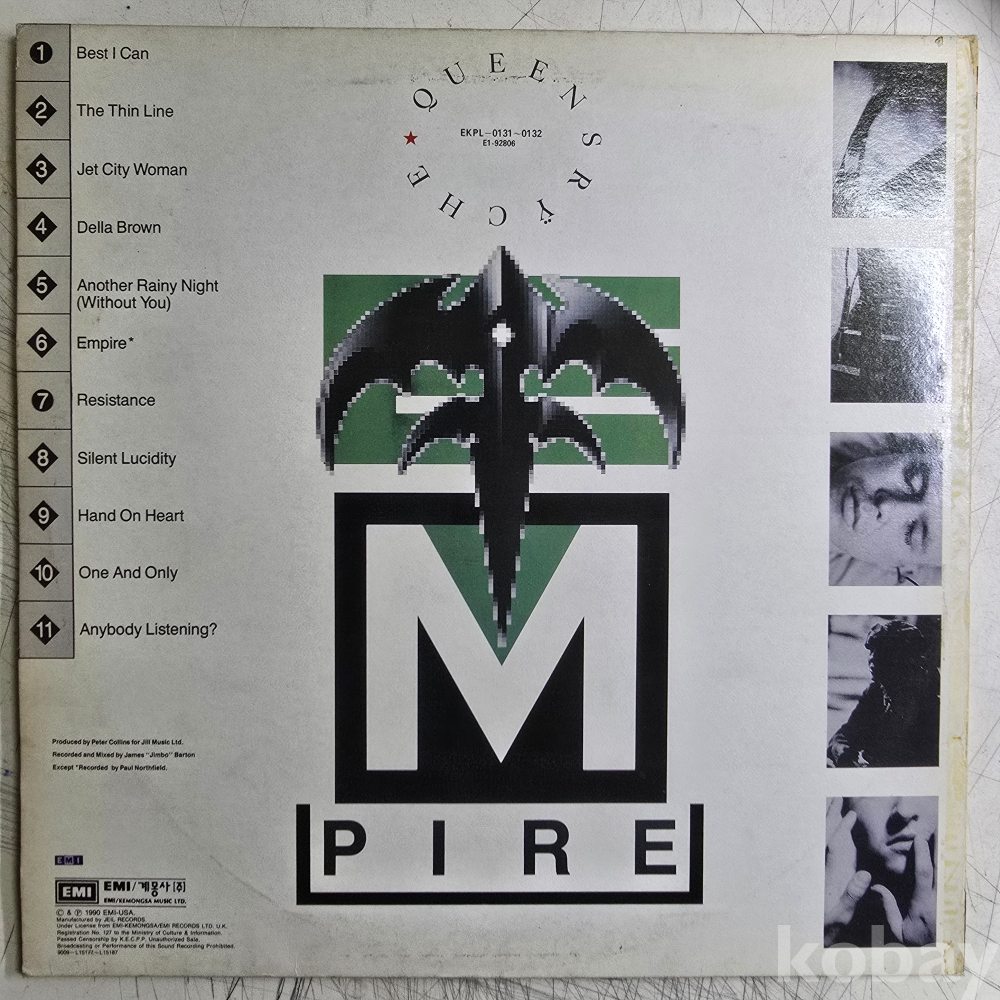 1 Best I Can
2 The Thin Line
3 Jet City Woman
4 Della Brown
5 Another Rainy Night
(Without You)
6 Empire*
7 Resistance
8 Silent Lucidity
9 Hand On Heart
10 One And Only
11 Anybody Listening?
QUEENSRŸCHE
EKPL-0131~0132
E1-92806
E
M
PIRE
Produced by Peter Collins for Jill Music Ltd.
Recorded and Mixed by James "Jimbo" Barton
Except *Recorded by Paul Northfield.
EMI
EMI EMI/계몽사(주)
EMI/KEMONGSA MUSIC LTD.
© & ℗ 1990 EMI-USA.
Manufactured by JEIL RECORDS.
Under License from EMI-KEMONGSA/EMI RECORDS LTD. U.K.
Registration No. 127 to the Ministry of Culture & Information.
Passed Censorship by K.E.C.P.P. Unauthorized Sale,
Broadcasting or Performance of this Sound Recording Prohibited.
kobay